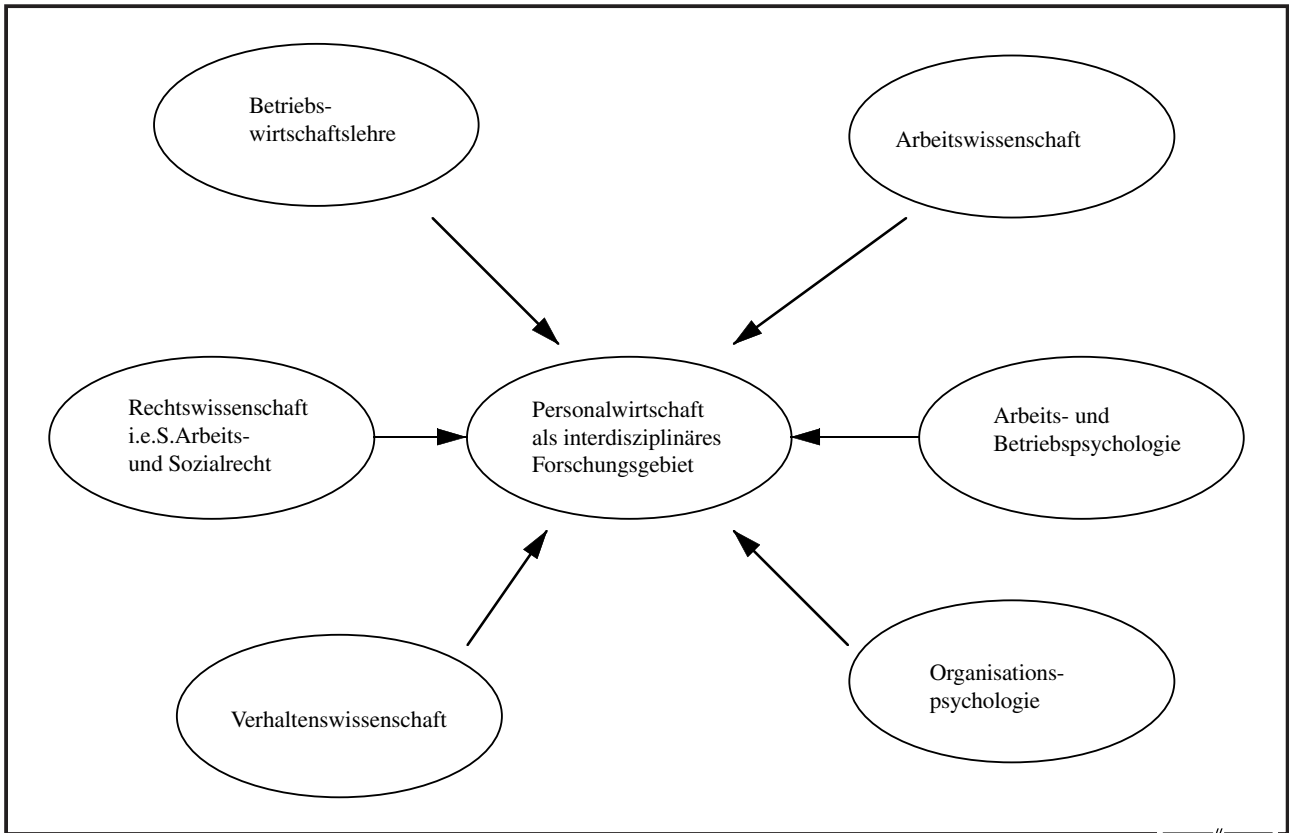 Betriebs-
wirtschaftslehre
Arbeitswissenschaft
Rechtswissenschaft
i.e.S.Arbeits-
und Sozialrecht
Personalwirtschaft
als interdisziplinäres
Forschungsgebiet
Arbeits- und
Betriebspsychologie
Verhaltenswissenschaft
Organisations-
psychologie